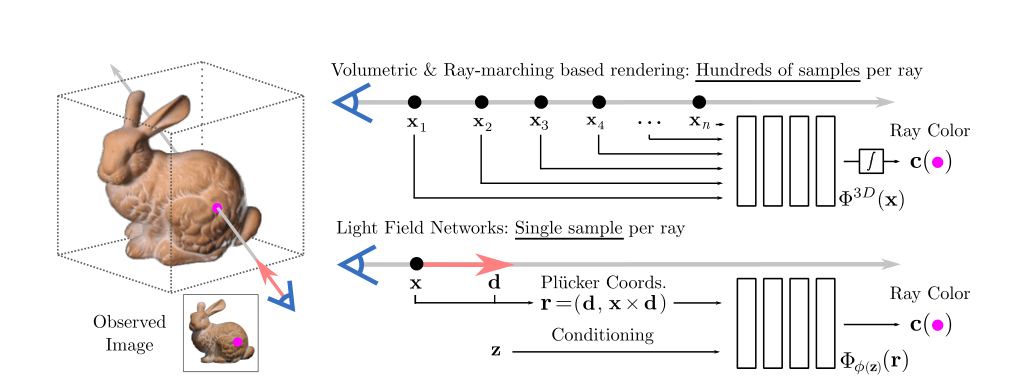 Volumetric & Ray-marching based rendering: Hundreds of samples per ray
x₁ x₂ x₃ x₄ ... xₙ
Ray Color
∫ c( )
Φ³ᴰ(x)
Light Field Networks: Single sample per ray
x d
Plücker Coords.
r=(d, x × d)
Conditioning
z
Ray Color
c( )
Φ_ϕ(z)(r)
Observed
Image